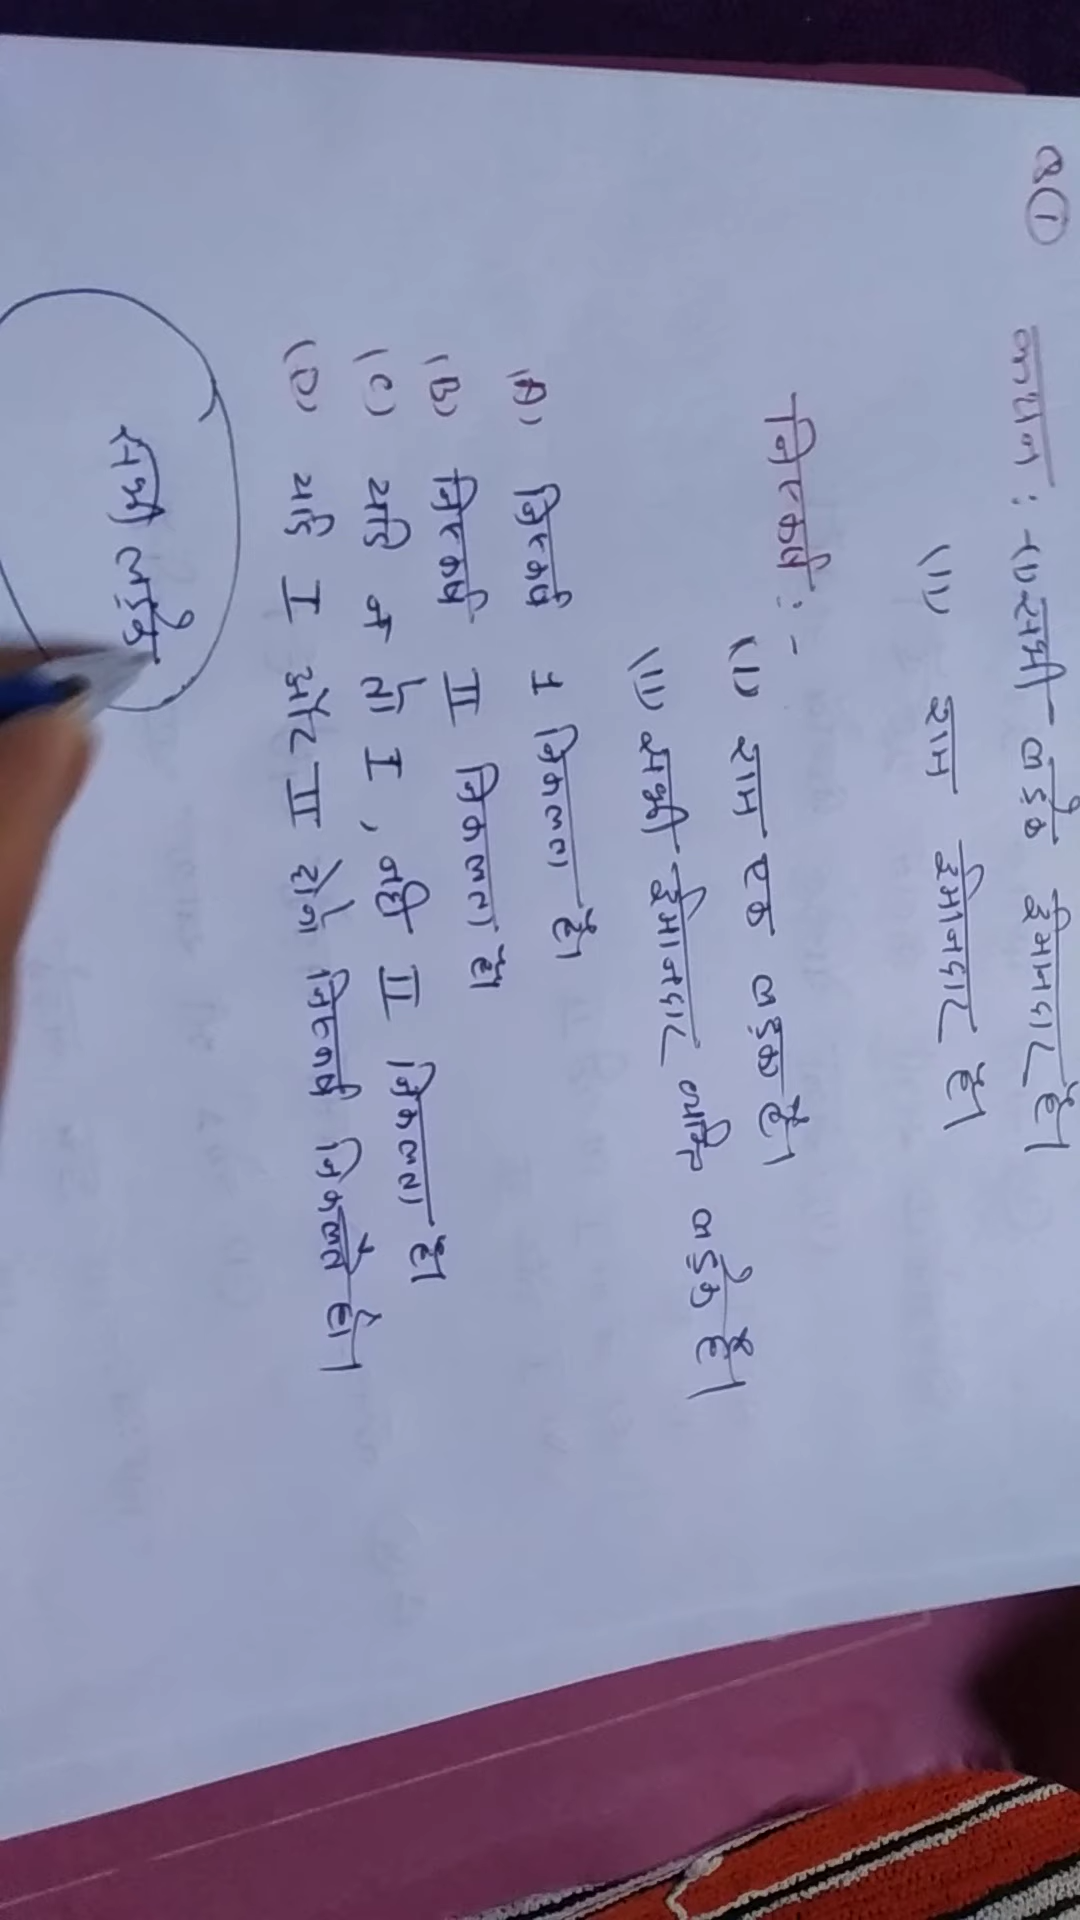 Q ① कथन : (I) सभी लड़के ईमानदार है।
(II) राम ईमानदार है।
निष्कर्ष :-
(I) राम एक लड़का है।
(II) सभी ईमानदार व्यक्ति लड़के है।
(A) निष्कर्ष I निकलता है।
(B) निष्कर्ष II निकलता है।
(C) यदि न तो I , नही II निकलता है।
(D) यदि I और II दोनो निष्कर्ष निकलते हो।
सभी लड़के